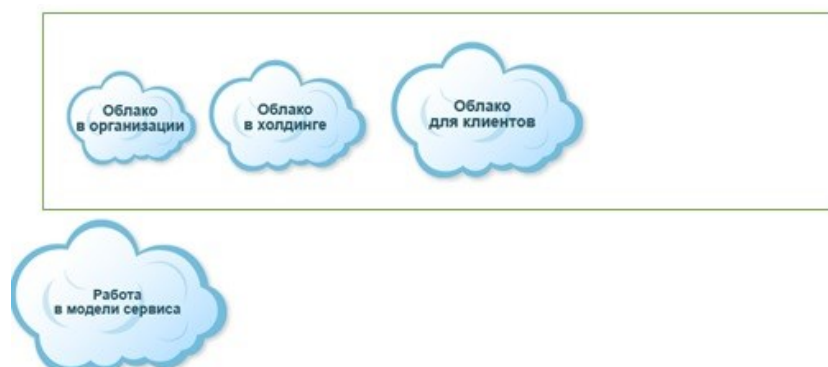 Облако
в организации
Облако
в холдинге
Облако
для клиентов
Работа
в модели сервиса